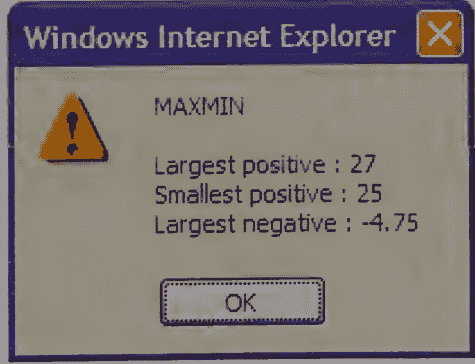 Windows Internet Explorer
MAXMIN
Largest positive : 27
Smallest positive : 25
Largest negative : -4.75
OK